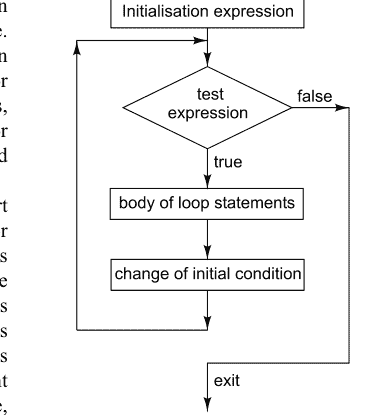 Initialisation expression
test
expression
false
true
body of loop statements
change of initial condition
exit